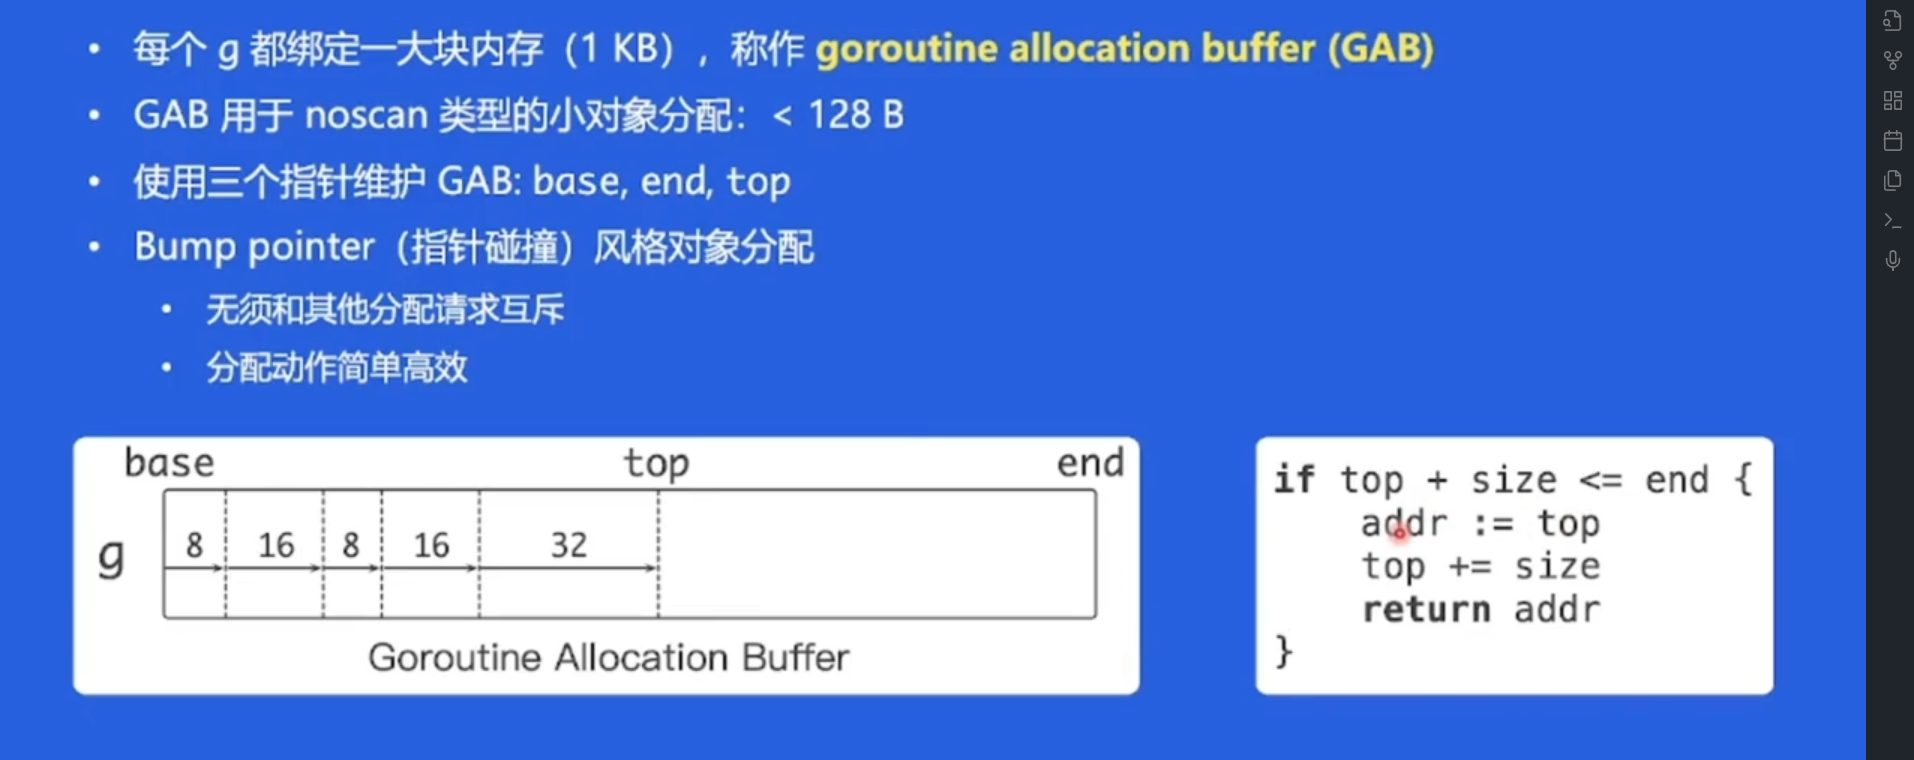 • 每个 g 都绑定一大块内存（1 KB），称作 goroutine allocation buffer (GAB)
• GAB 用于 noscan 类型的小对象分配：< 128 B
• 使用三个指针维护 GAB: base, end, top
• Bump pointer（指针碰撞）风格对象分配
• 无须和其他分配请求互斥
• 分配动作简单高效
base top end
g 8 16 8 16 32
Goroutine Allocation Buffer
if top + size <= end {
addr := top
top += size
return addr
}